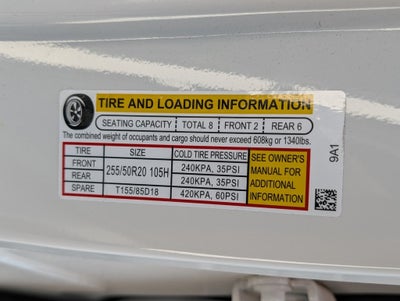 TIRE AND LOADING INFORMATION
SEATING CAPACITY TOTAL 8 FRONT 2 REAR 6
The combined weight of occupants and cargo should never exceed 608kg or 1340lbs.
TIRE SIZE COLD TIRE PRESSURE
FRONT 255/50R20 105H 240KPA, 35PSI
REAR 240KPA, 35PSI
SPARE T155/85D18 420KPA, 60PSI
SEE OWNER'S
MANUAL FOR
ADDITIONAL
INFORMATION
9A1